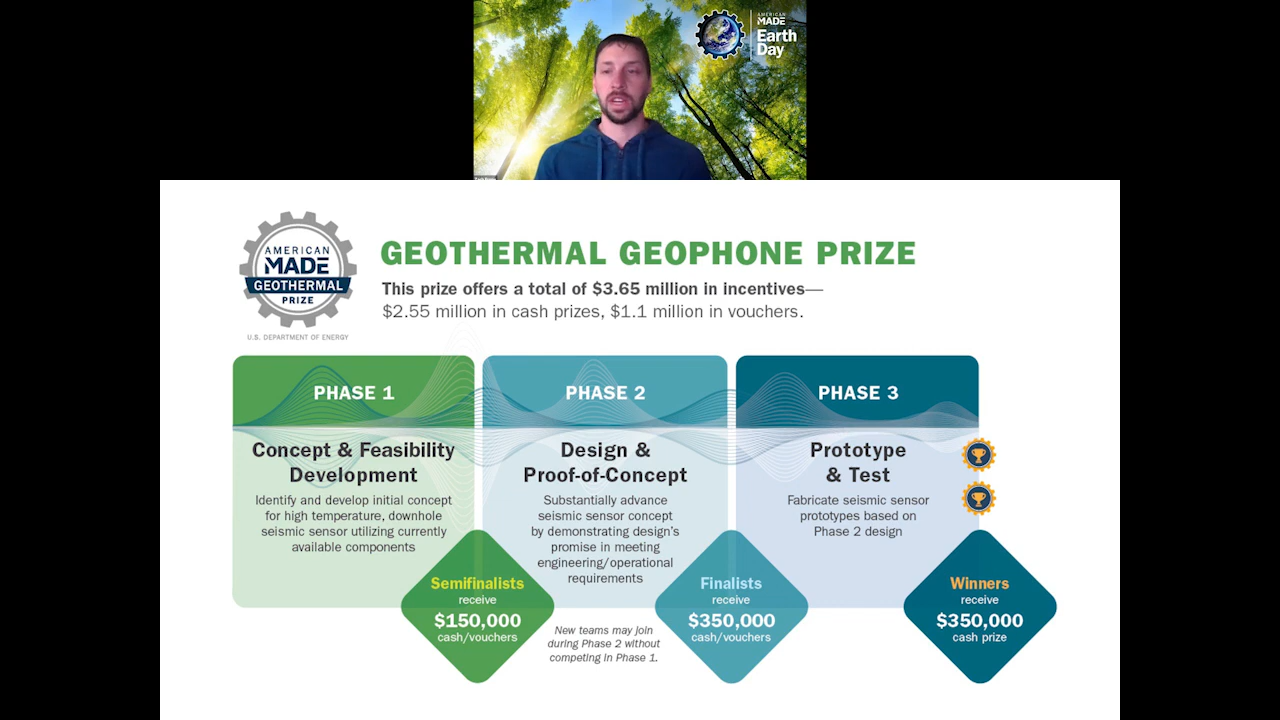 AMERICAN
MADE
Earth
Day
AMERICAN
MADE
GEOTHERMAL
PRIZE
U.S. DEPARTMENT OF ENERGY
GEOTHERMAL GEOPHONE PRIZE
This prize offers a total of $3.65 million in incentives—
$2.55 million in cash prizes, $1.1 million in vouchers.
PHASE 1
Concept & Feasibility
Development
Identify and develop initial concept
for high temperature, downhole
seismic sensor utilizing currently
available components
Semifinalists
receive
$150,000
cash/vouchers
PHASE 2
Design &
Proof-of-Concept
Substantially advance
seismic sensor concept
by demonstrating design's
promise in meeting
engineering/operational
requirements
New teams may join
during Phase 2 without
competing in Phase 1.
Finalists
receive
$350,000
cash/vouchers
PHASE 3
Prototype
& Test
Fabricate seismic sensor
prototypes based on
Phase 2 design
Winners
receive
$350,000
cash prize